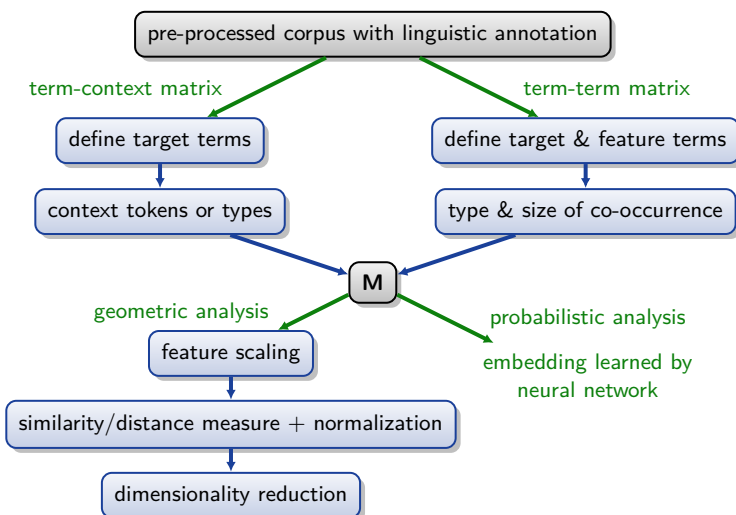 pre-processed corpus with linguistic annotation
term-context matrix
term-term matrix
define target terms
define target & feature terms
context tokens or types
type & size of co-occurrence
M
geometric analysis
probabilistic analysis
feature scaling
embedding learned by
neural network
similarity/distance measure + normalization
dimensionality reduction